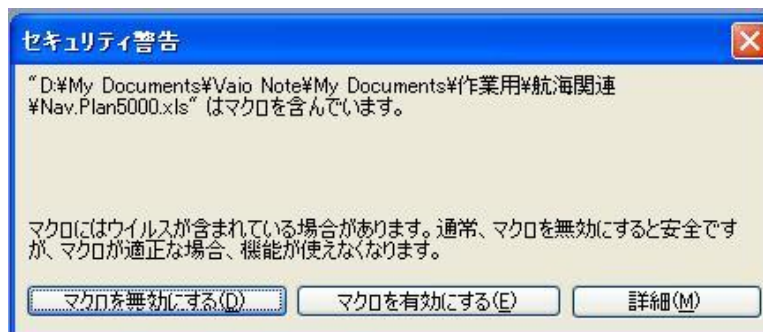 セキュリティ警告
"D:¥My Documents¥Vaio Note¥My Documents¥作業用¥航海関連
¥Nav.Plan5000.xls" はマクロを含んでいます。
マクロにはウイルスが含まれている場合があります。通常、マクロを無効にすると安全です
が、マクロが適正な場合、機能が使えなくなります。
マクロを無効にする(D) マクロを有効にする(E) 詳細(M)